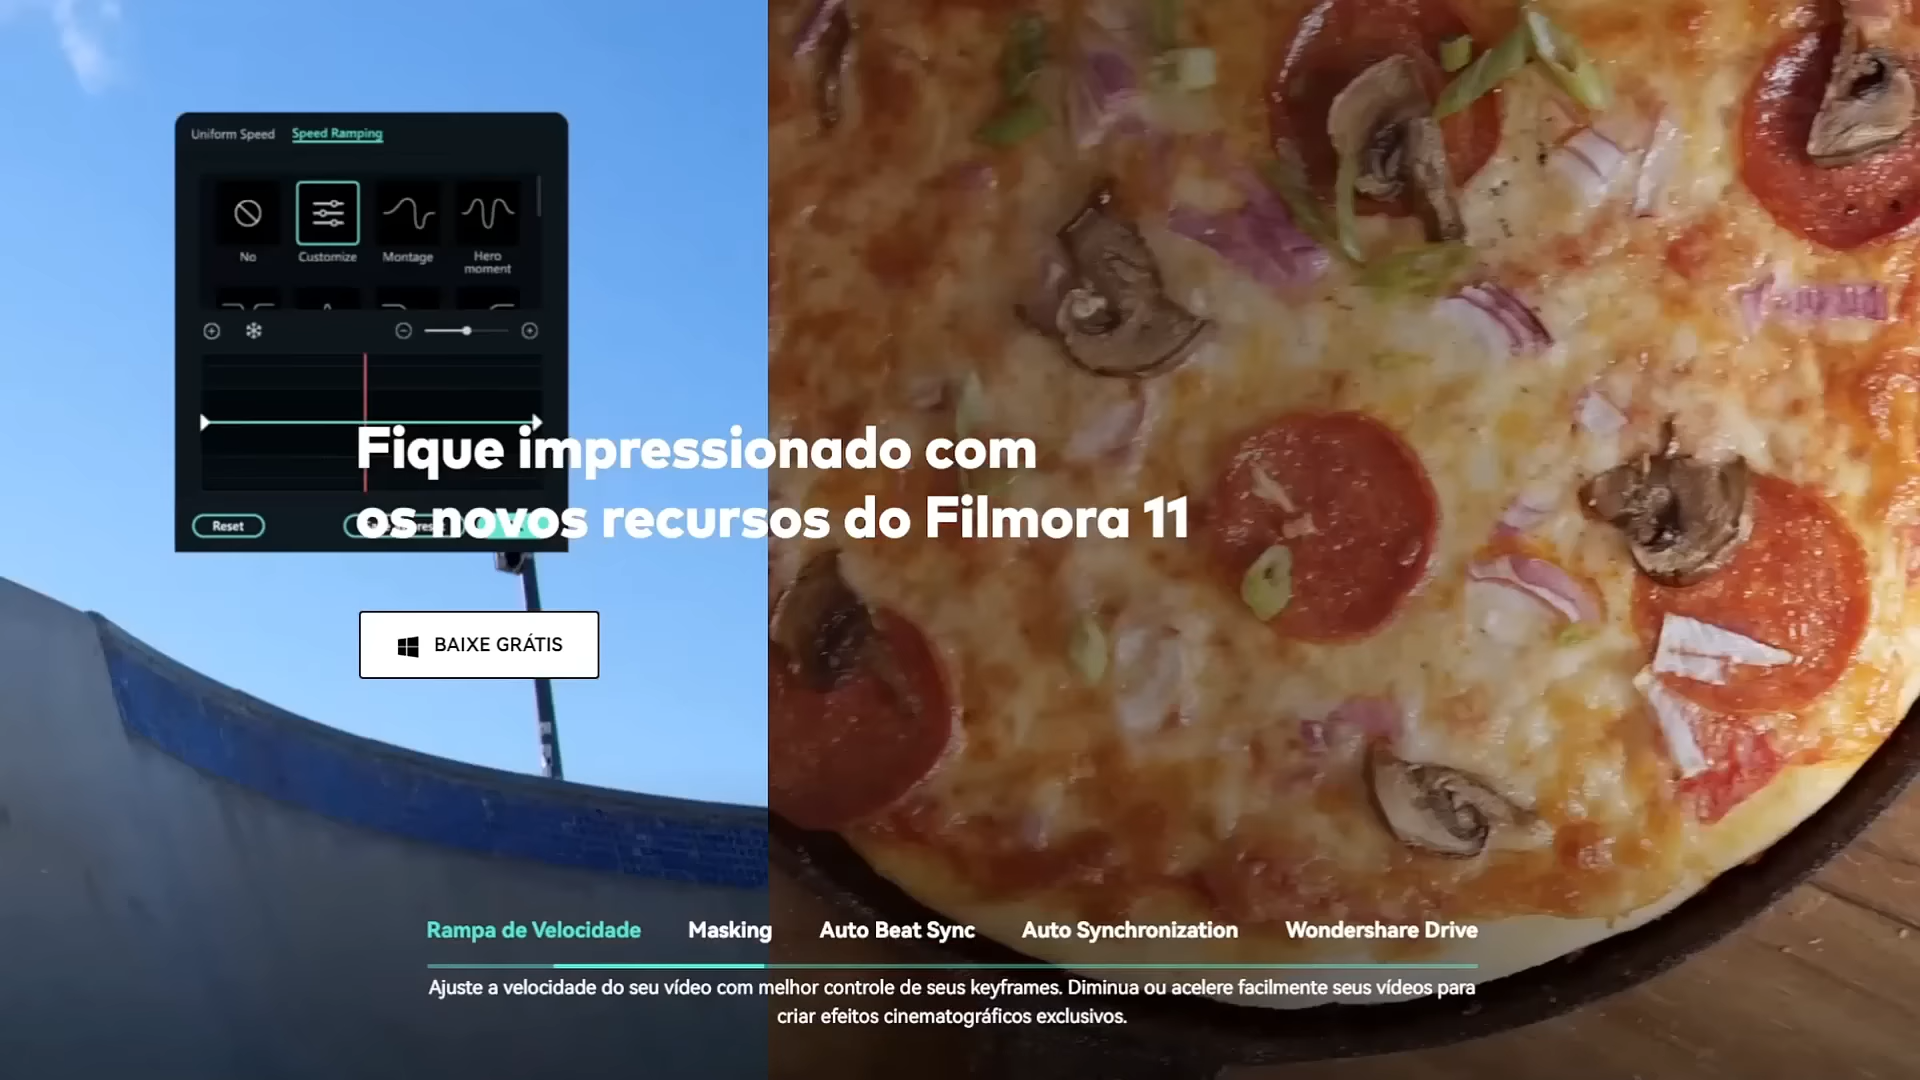 Uniform Speed Speed Ramping
No Customize Montage Hero
moment
Fique impressionado com
os novos recursos do Filmora 11
Reset
BAIXE GRÁTIS
Rampa de Velocidade Masking Auto Beat Sync Auto Synchronization Wondershare Drive
Ajuste a velocidade do seu vídeo com melhor controle de seus keyframes. Diminua ou acelere facilmente seus vídeos para
criar efeitos cinematográficos exclusivos.